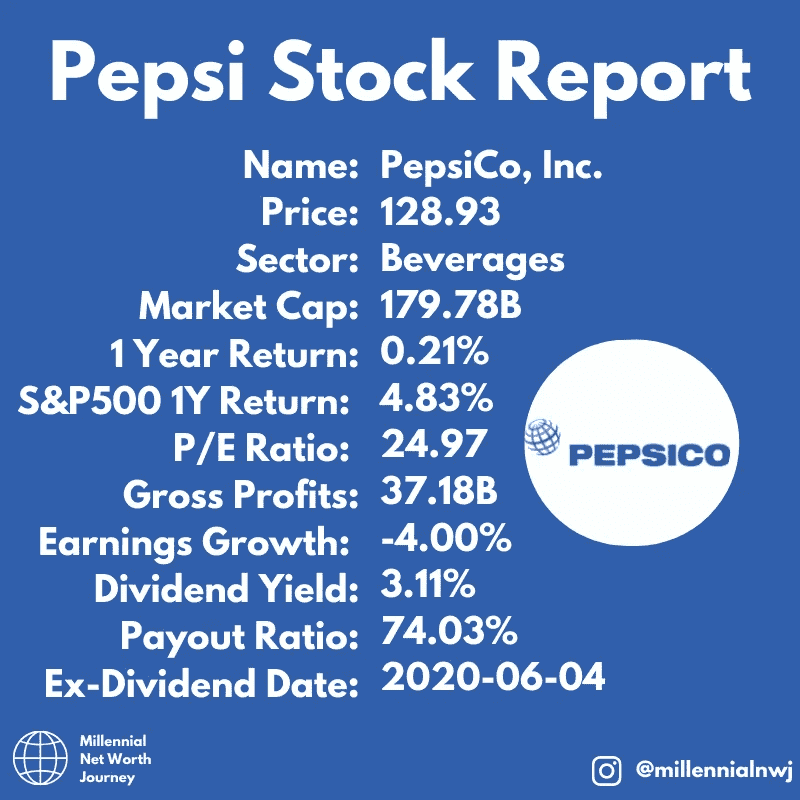 Pepsi Stock Report
Name: PepsiCo, Inc.
Price: 128.93
Sector: Beverages
Market Cap: 179.78B
1 Year Return: 0.21%
S&P500 1Y Return: 4.83%
P/E Ratio: 24.97
Gross Profits: 37.18B
Earnings Growth: -4.00%
Dividend Yield: 3.11%
Payout Ratio: 74.03%
Ex-Dividend Date: 2020-06-04
PEPSICO
Millennial
Net Worth
Journey
@millennialnwj